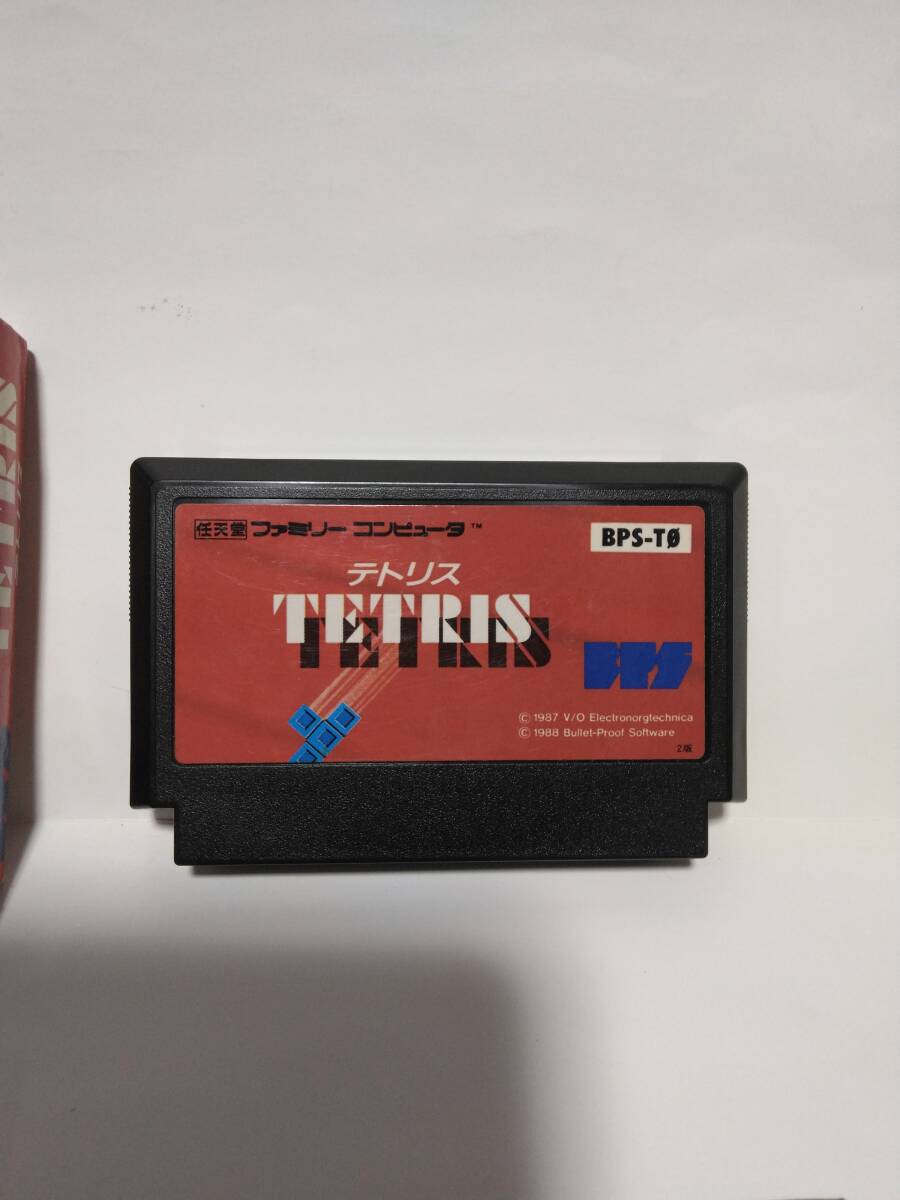 任天堂 ファミリーコンピュータ™
BPS-TØ
テトリス
TETRIS
TETRIS
BPS
© 1987 V/O Electronorgtechnica
© 1988 Bullet-Proof Software
2版
TETRIS